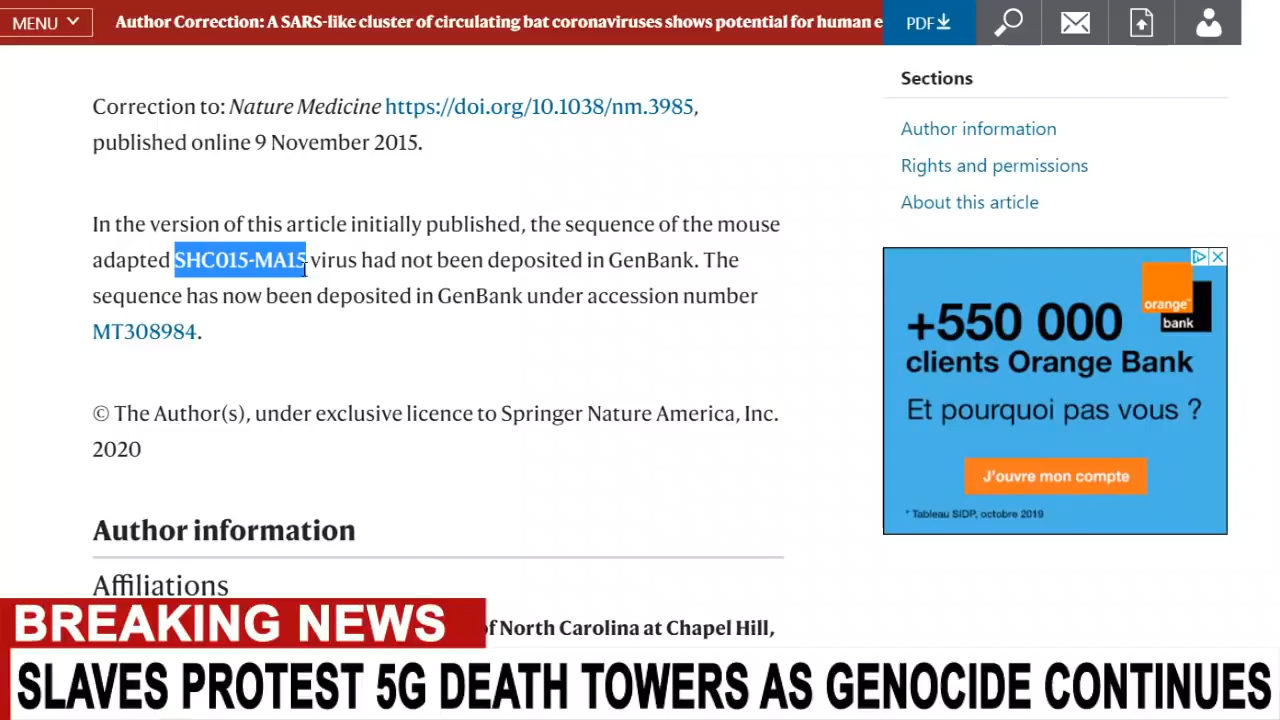 MENU
Author Correction: A SARS-like cluster of circulating bat coronaviruses shows potential for human e
PDF
Correction to: Nature Medicine https://doi.org/10.1038/nm.3985,
published online 9 November 2015.
In the version of this article initially published, the sequence of the mouse
adapted SHC015-MA15 virus had not been deposited in GenBank. The
sequence has now been deposited in GenBank under accession number
MT308984.
© The Author(s), under exclusive licence to Springer Nature America, Inc.
2020
Author information
Affiliations
of North Carolina at Chapel Hill,
Sections
Author information
Rights and permissions
About this article
orange™
bank
+550 000
clients Orange Bank
Et pourquoi pas vous ?
J'ouvre mon compte
* Tableau SIDP, octobre 2019
BREAKING NEWS
SLAVES PROTEST 5G DEATH TOWERS AS GENOCIDE CONTINUES